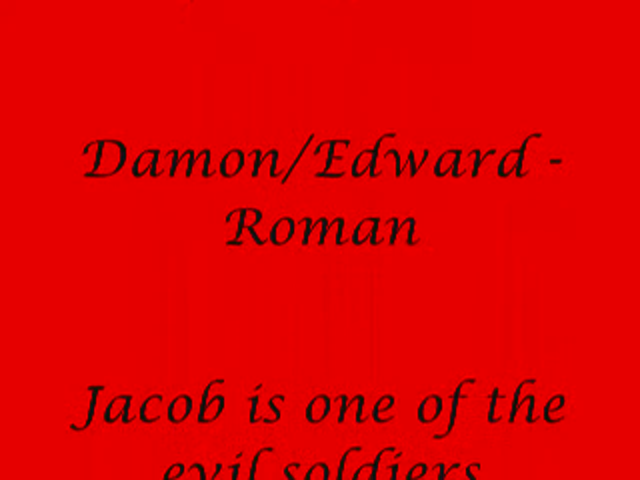 Damon/Edward -
Roman
Jacob is one of the
evil soldiers